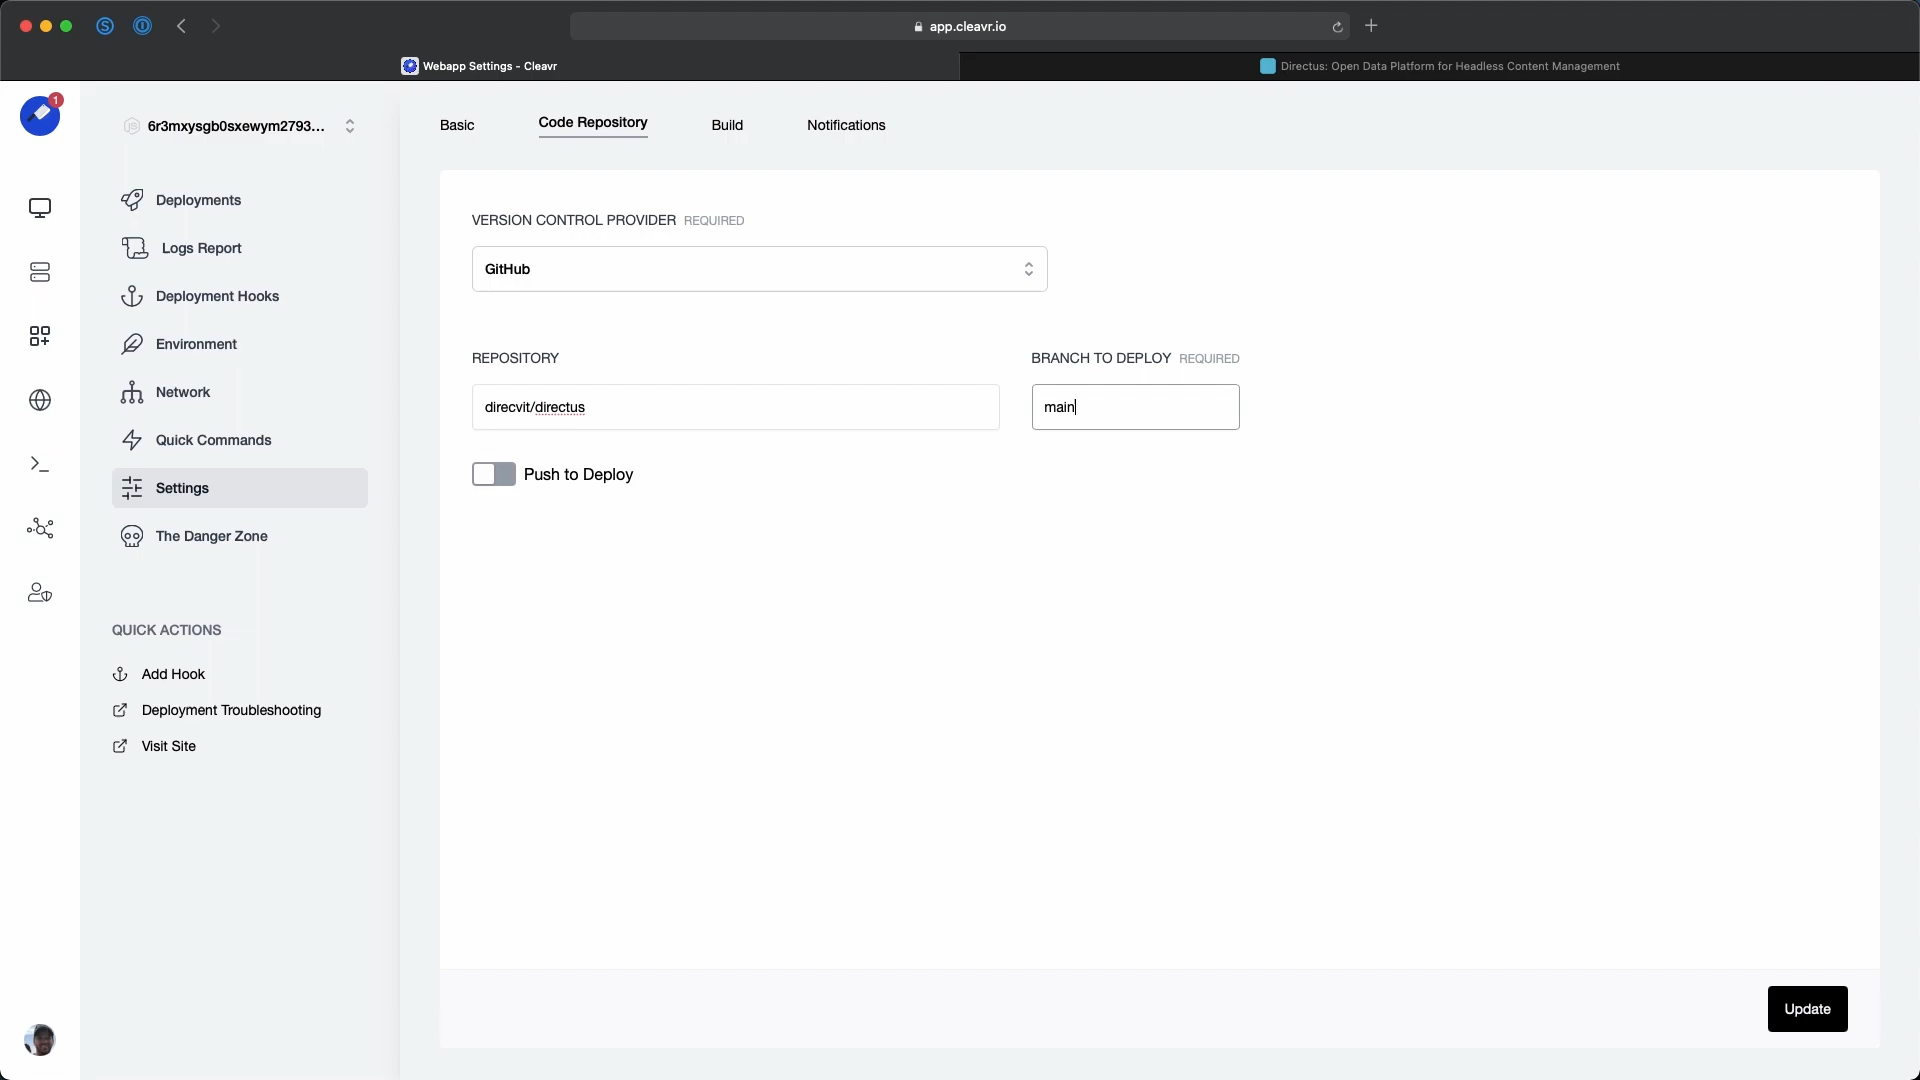 app.cleavr.io
Webapp Settings - Cleavr
Directus: Open Data Platform for Headless Content Management
1
6r3mxysgb0sxewym2793...
Basic
Code Repository
Build
Notifications
Deployments
Logs Report
Deployment Hooks
Environment
Network
Quick Commands
Settings
The Danger Zone
QUICK ACTIONS
Add Hook
Deployment Troubleshooting
Visit Site
VERSION CONTROL PROVIDER REQUIRED
GitHub
REPOSITORY
BRANCH TO DEPLOY REQUIRED
direcvit/directus
main
Push to Deploy
Update